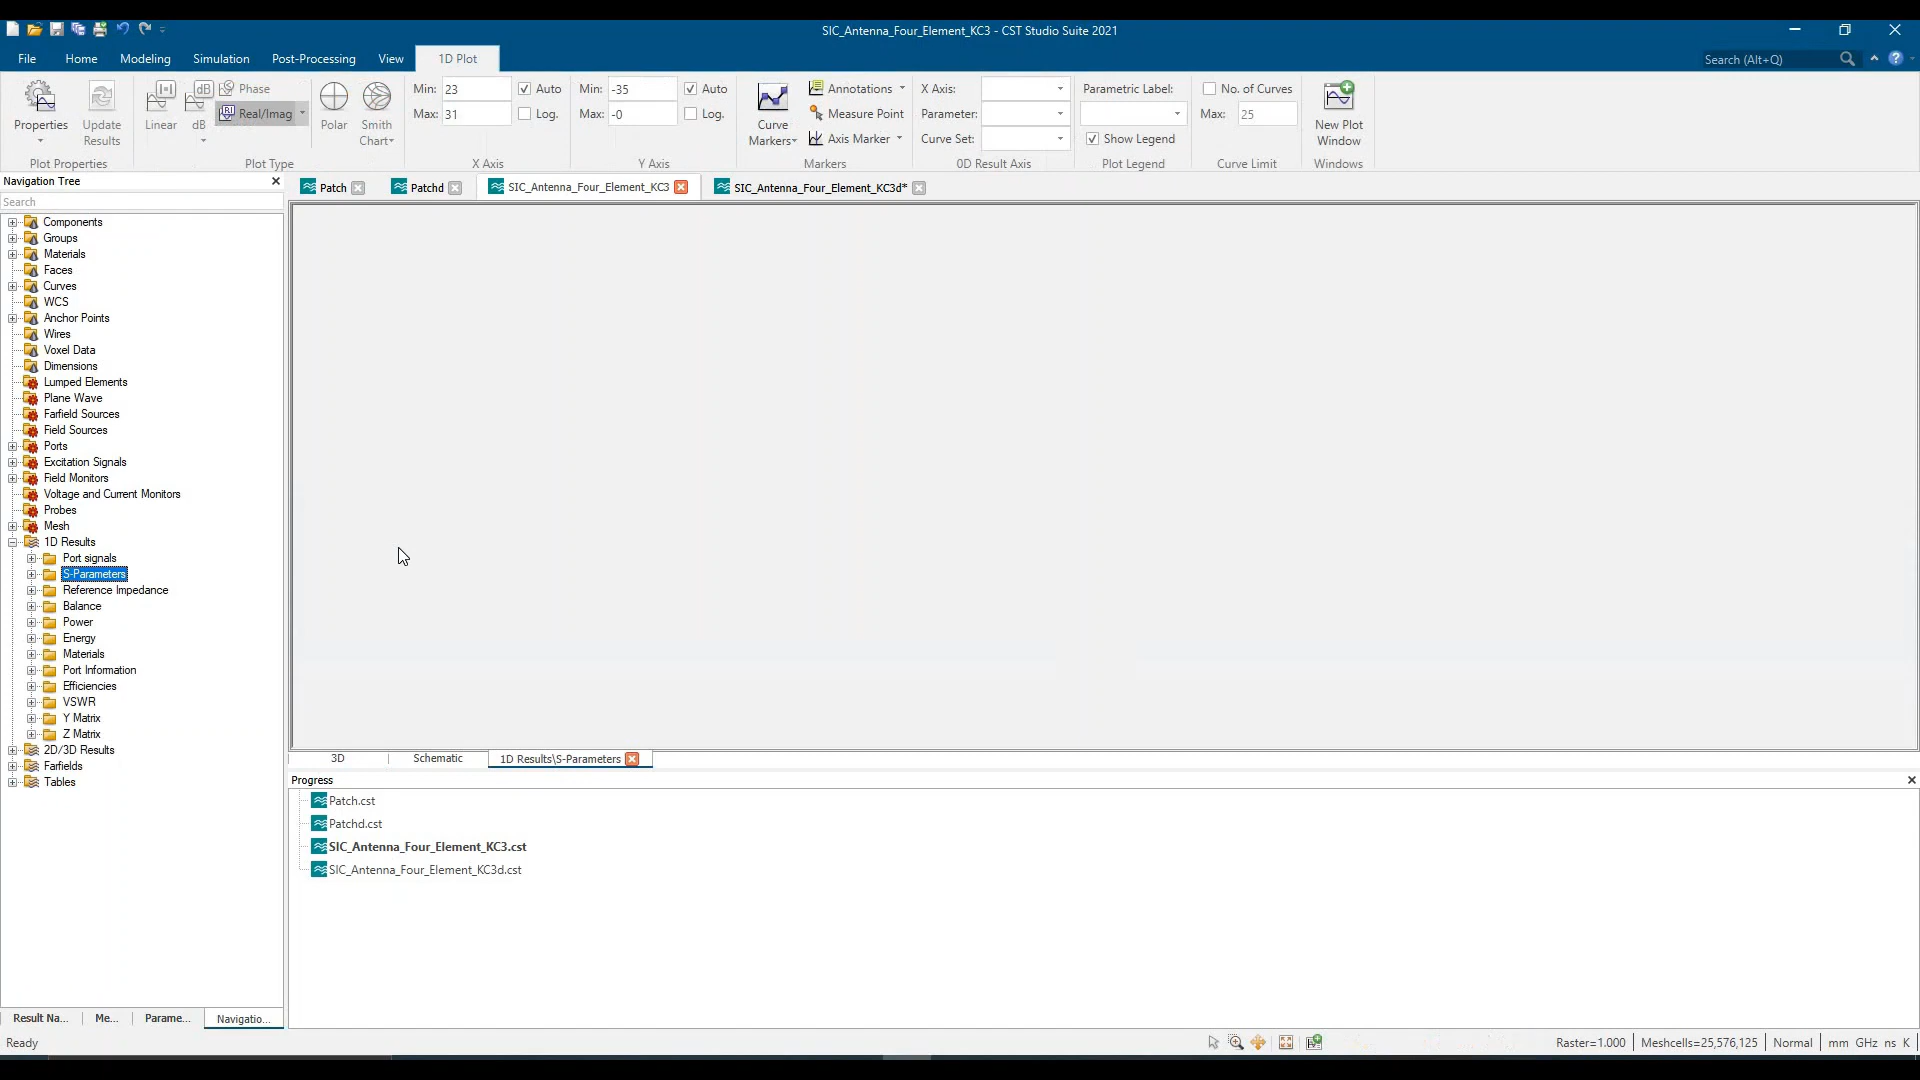 SIC_Antenna_Four_Element_KC3 - CST Studio Suite 2021
File
Home
Modeling
Simulation
Post-Processing
View
1D Plot
Search (Alt+Q)
Properties
Update Results
Plot Properties
Linear
dB
Phase
Real/Imag
Polar
Smith Chart
Plot Type
Min: 23
Auto
Max: 31
Log.
X Axis
Min: -35
Auto
Max: -0
Log.
Y Axis
Curve Markers
Annotations
Measure Point
Axis Marker
Markers
X Axis:
Parameter:
Curve Set:
0D Result Axis
Parametric Label:
Show Legend
Plot Legend
No. of Curves
Max: 25
Curve Limit
New Plot Window
Windows
Navigation Tree
Search
Patch
Patchd
SIC_Antenna_Four_Element_KC3
SIC_Antenna_Four_Element_KC3d*
Components
Groups
Materials
Faces
Curves
WCS
Anchor Points
Wires
Voxel Data
Dimensions
Lumped Elements
Plane Wave
Farfield Sources
Field Sources
Ports
Excitation Signals
Field Monitors
Voltage and Current Monitors
Probes
Mesh
1D Results
Port signals
S-Parameters
Reference Impedance
Balance
Power
Energy
Materials
Port Information
Efficiencies
VSWR
Y Matrix
Z Matrix
2D/3D Results
Farfields
Tables
3D
Schematic
1D Results\S-Parameters
Progress
Patch.cst
Patchd.cst
SIC_Antenna_Four_Element_KC3.cst
SIC_Antenna_Four_Element_KC3d.cst
Result Na...
Me...
Parame...
Navigatio...
Ready
Raster=1.000
Meshcells=25,576,125
Normal
mm GHz ns K